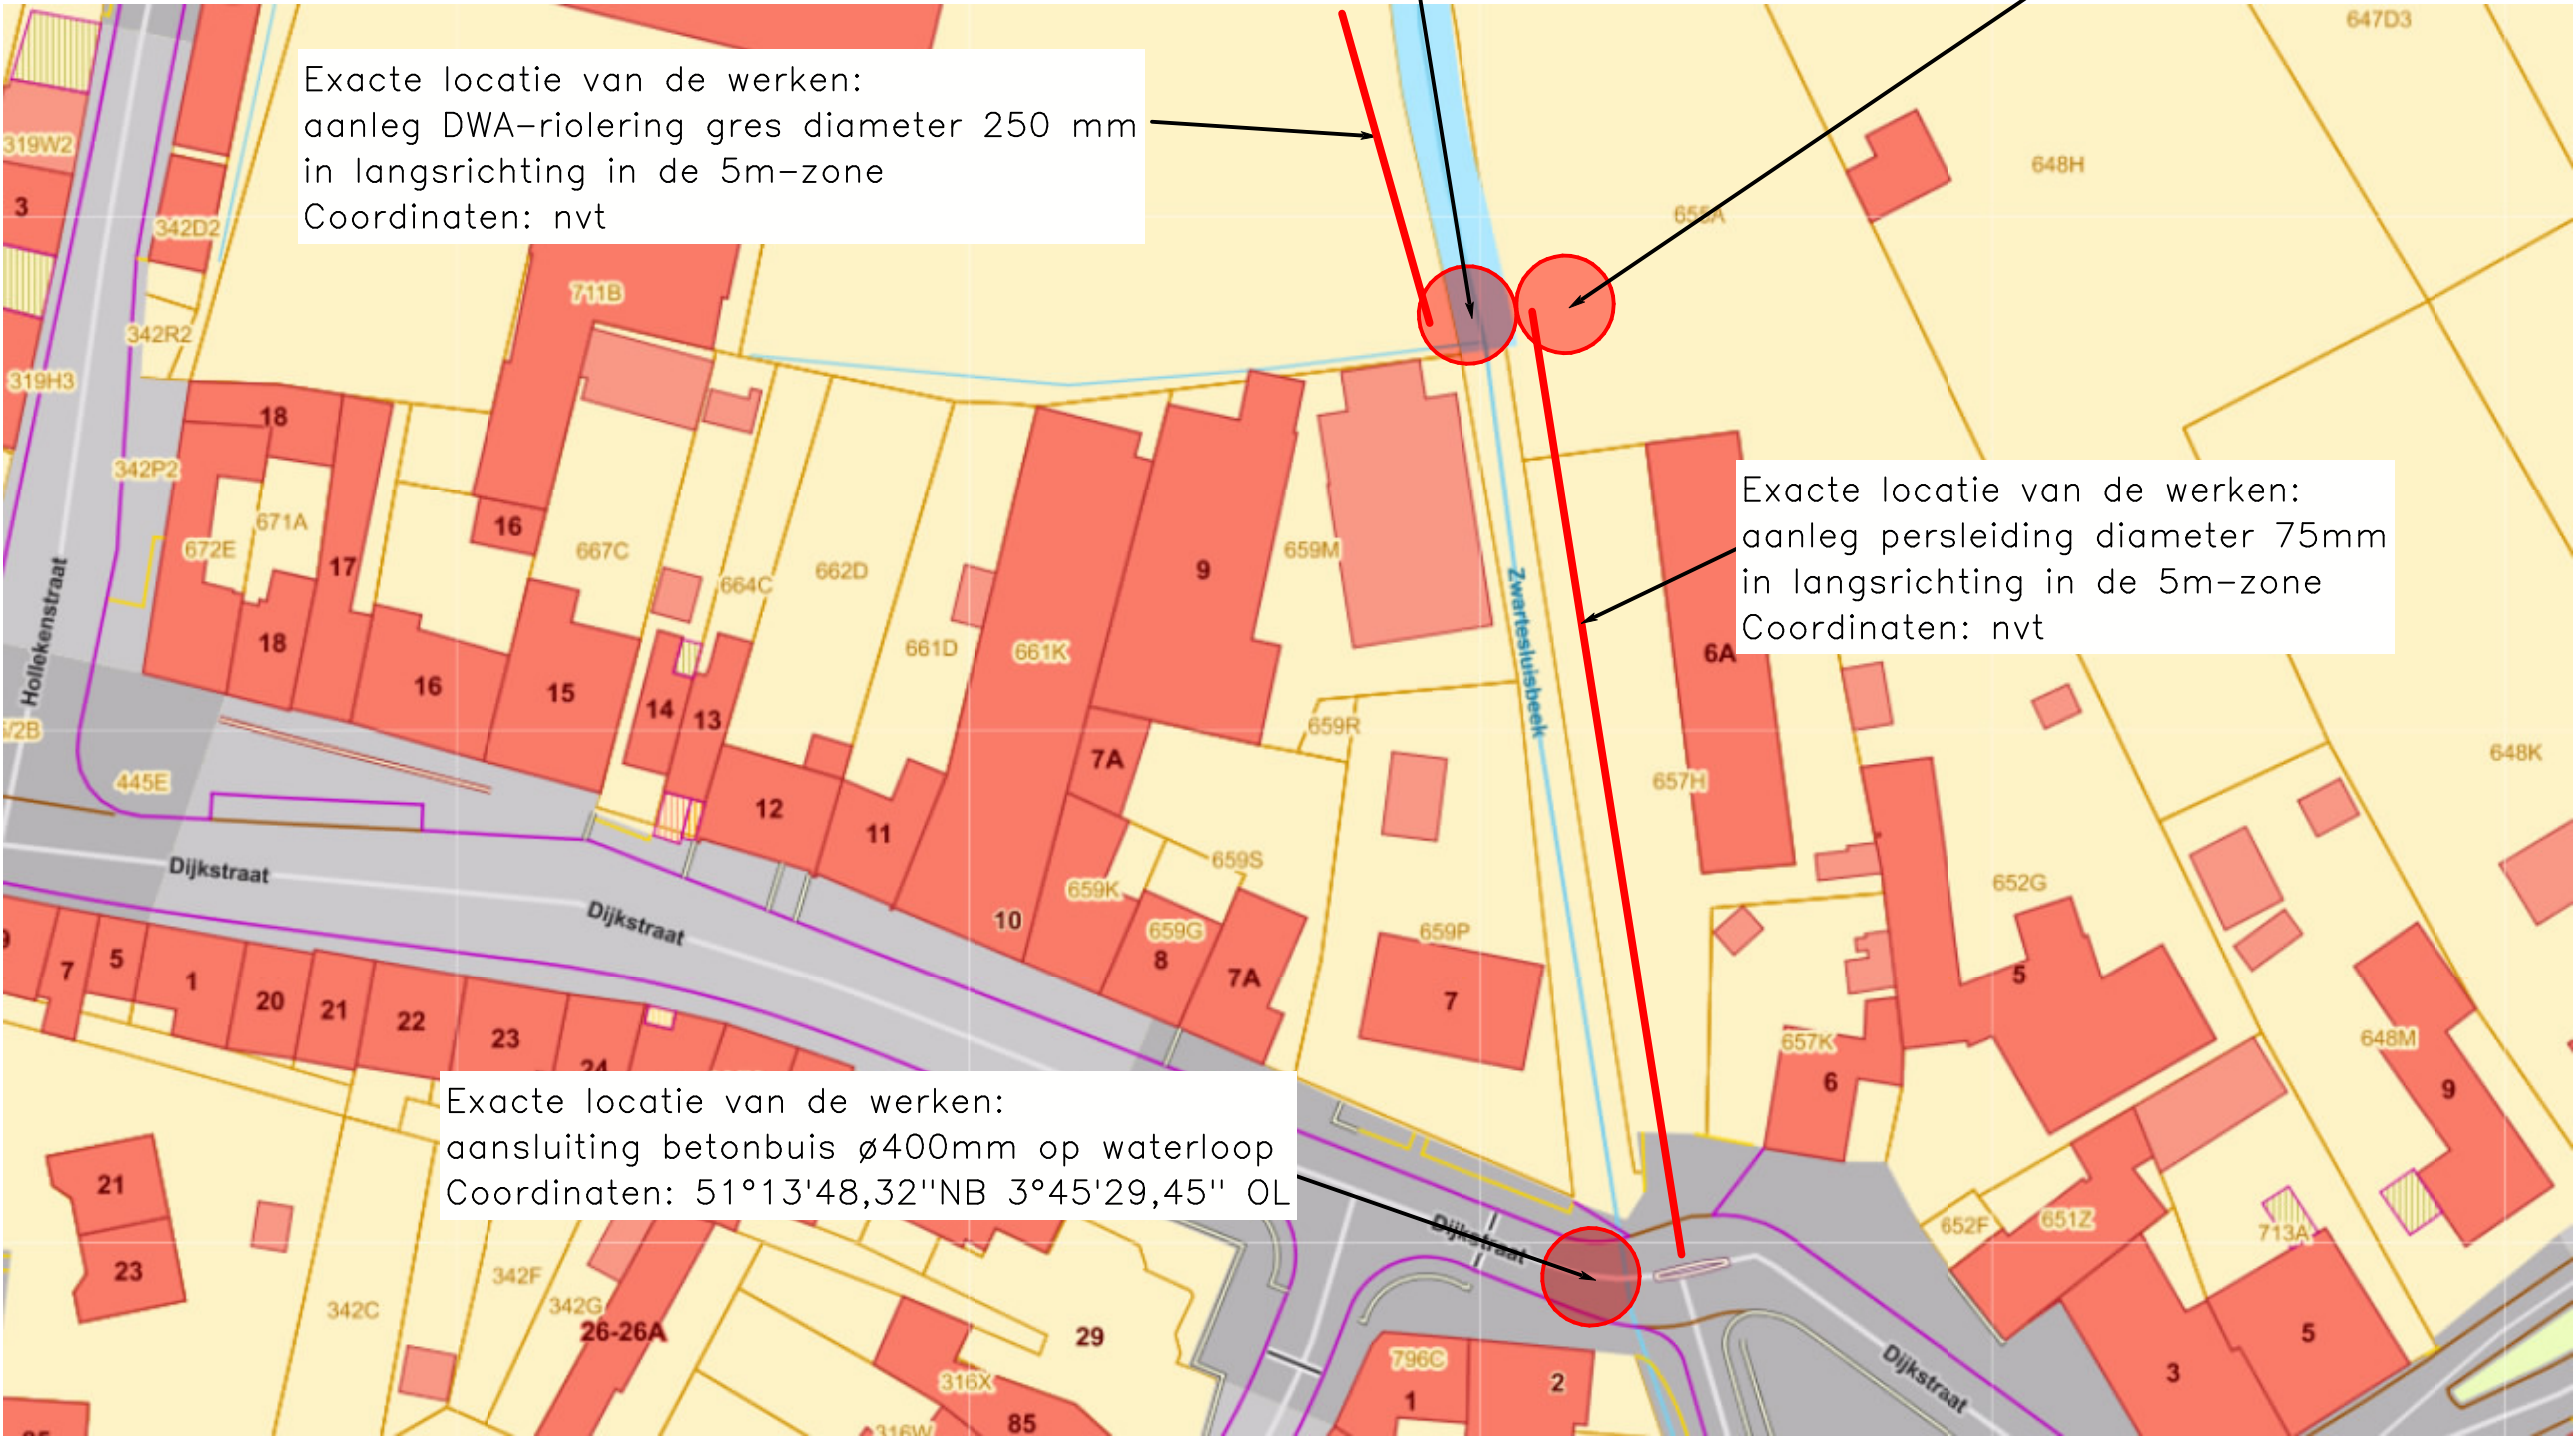 647D3
Exacte locatie van de werken:
aanleg DWA-riolering gres diameter 250 mm
in langsrichting in de 5m-zone
Coordinaten: nvt
319W2
648H
3
655A
342D2
711B
342R2
319H3
18
342P2
Exacte locatie van de werken:
aanleg persleiding diameter 75mm
in langsrichting in de 5m-zone
Coordinaten: nvt
671A
16
672E
667C
659M
17
9
662D
664C
Hollekenstraat
Zwartesluisbeek
18
661D
661K
6A
16
15
14
13
659R
/2B
648K
7A
445E
657H
12
11
659S
Dijkstraat
652G
659K
Dijkstraat
10
659G
659P
9
7
5
8
7A
5
1
20
7
21
22
23
24
648M
657K
6
9
Exacte locatie van de werken:
aansluiting betonbuis ø400mm op waterloop
Coordinaten: 51°13'48,32''NB 3°45'29,45'' OL
21
652F
651Z
713A
Dijkstraat
23
342F
342G
342C
26-26A
29
5
796C
316X
2
3
Dijkstraat
1
85
316W